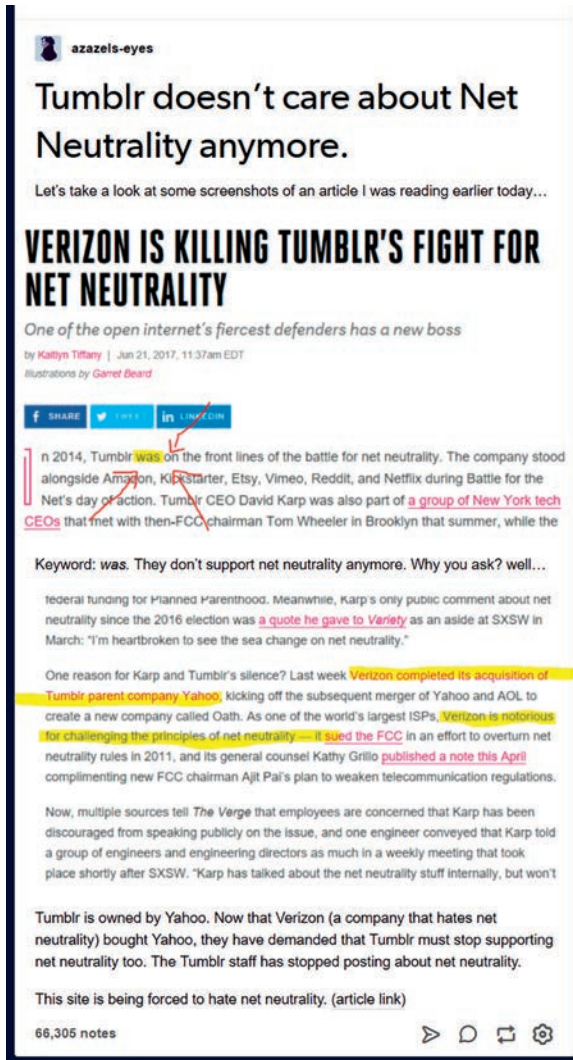 azazels-eyes
Tumblr doesn't care about Net
Neutrality anymore.
Let's take a look at some screenshots of an article I was reading earlier today...
VERIZON IS KILLING TUMBLR'S FIGHT FOR
NET NEUTRALITY
One of the open internet's fiercest defenders has a new boss
by Kaitlyn Tiffany | Jun 21, 2017, 11:37am EDT
Illustrations by Garret Beard
f SHARE TWEET in LINKEDIN
In 2014, Tumblr was on the front lines of the battle for net neutrality. The company stood
alongside Amazon, Kickstarter, Etsy, Vimeo, Reddit, and Netflix during Battle for the
Net's day of action. Tumblr CEO David Karp was also part of a group of New York tech
CEOs that met with then-FCC chairman Tom Wheeler in Brooklyn that summer, while the
Keyword: was. They don't support net neutrality anymore. Why you ask? well...
federal funding for Planned Parenthood. Meanwhile, Karp's only public comment about net
neutrality since the 2016 election was a quote he gave to Variety as an aside at SXSW in
March: "I'm heartbroken to see the sea change on net neutrality."
One reason for Karp and Tumblr's silence? Last week Verizon completed its acquisition of
Tumblr parent company Yahoo, kicking off the subsequent merger of Yahoo and AOL to
create a new company called Oath. As one of the world's largest ISPs, Verizon is notorious
for challenging the principles of net neutrality — it sued the FCC in an effort to overturn net
neutrality rules in 2011, and its general counsel Kathy Grillo published a note this April
complimenting new FCC chairman Ajit Pai's plan to weaken telecommunication regulations.
Now, multiple sources tell The Verge that employees are concerned that Karp has been
discouraged from speaking publicly on the issue, and one engineer conveyed that Karp told
a group of engineers and engineering directors as much in a weekly meeting that took
place shortly after SXSW. "Karp has talked about the net neutrality stuff internally, but won't
Tumblr is owned by Yahoo. Now that Verizon (a company that hates net
neutrality) bought Yahoo, they have demanded that Tumblr must stop supporting
net neutrality too. The Tumblr staff has stopped posting about net neutrality.
This site is being forced to hate net neutrality. (article link)
66,305 notes